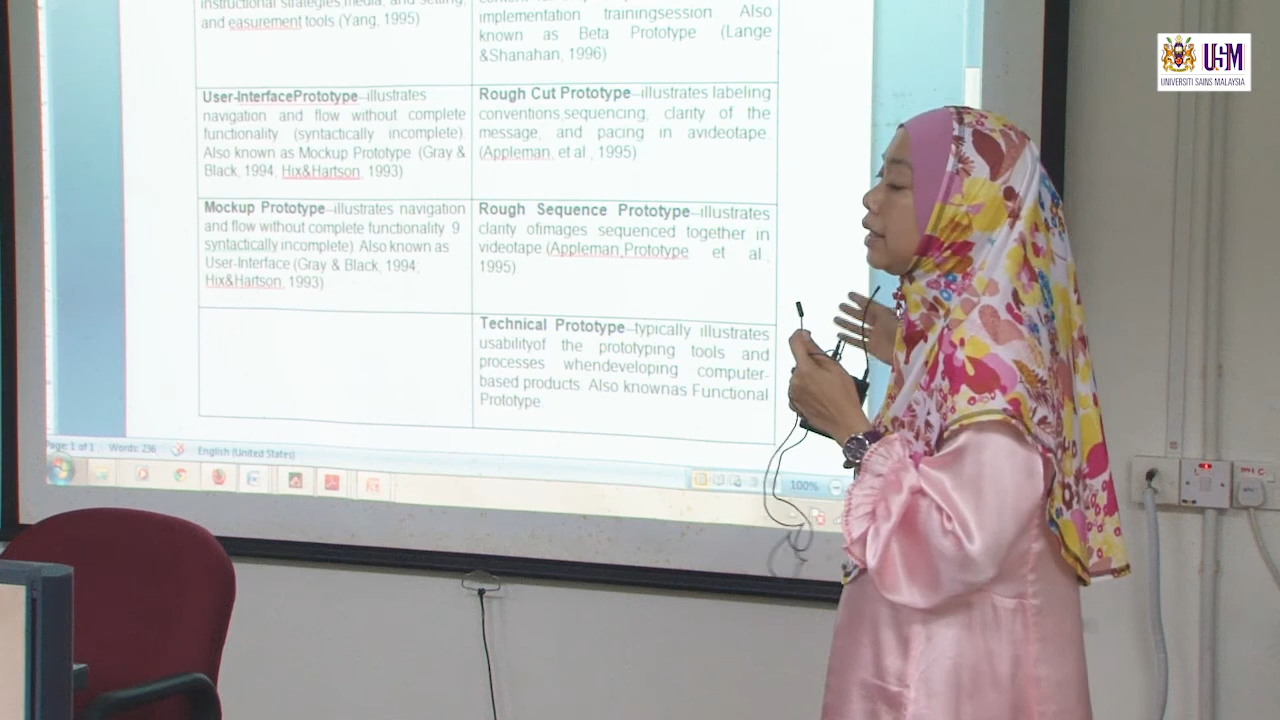 instructional strategies media, and setting,
and easurement tools (Yang, 1995)
implementation trainingsession. Also
known as Beta Prototype (Lange
&Shanahan, 1996)
User-InterfacePrototype–illustrates
navigation and flow without complete
functionality (syntactically incomplete)
Also known as Mockup Prototype (Gray &
Black, 1994, Hix&Hartson, 1993)
Rough Cut Prototype–illustrates labeling
conventions,sequencing, clarity of the
message, and pacing in avideotape.
(Appleman, et al., 1995)
Mockup Prototype–illustrates navigation
and flow without complete functionality 9
syntactically incomplete). Also known as
User-Interface (Gray & Black, 1994,
Hix&Hartson, 1993)
Rough Sequence Prototype–illustrates
clarity ofimages sequenced together in
videotape (Appleman,Prototype et al.,
1995)
Technical Prototype–typically illustrates
usabilityof the prototyping tools and
processes whendeveloping computer-
based products. Also knownas Functional
Prototype.
Page: 1 of 1 Words: 236 English (United States)
100%
USM
UNIVERSITI SAINS MALAYSIA
MIC